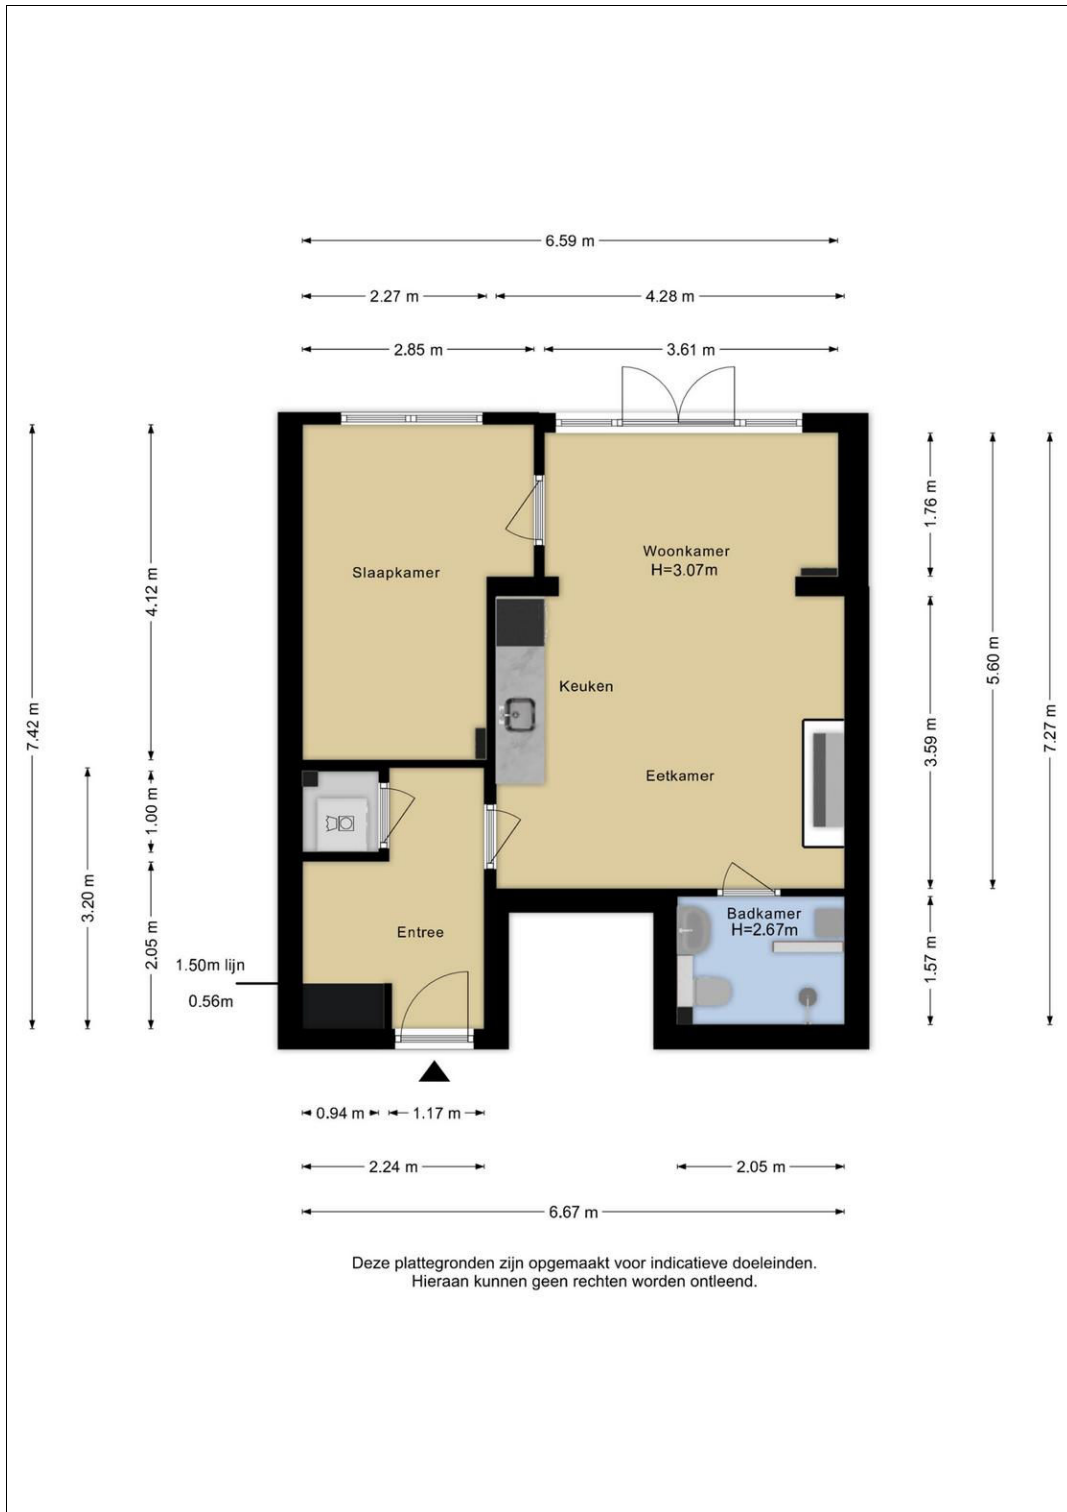 6.59 m
2.27 m
4.28 m
2.85 m
3.61 m
Woonkamer
H=3.07m
Slaapkamer
Keuken
Eetkamer
Badkamer
H=2.67m
Entree
7.42 m
4.12 m
1.00 m
3.20 m
2.05 m
1.50m lijn
0.56m
1.76 m
5.60 m
3.59 m
7.27 m
1.57 m
0.94 m
1.17 m
2.24 m
2.05 m
6.67 m
Deze plattegronden zijn opgemaakt voor indicatieve doeleinden.
Hieraan kunnen geen rechten worden ontleend.